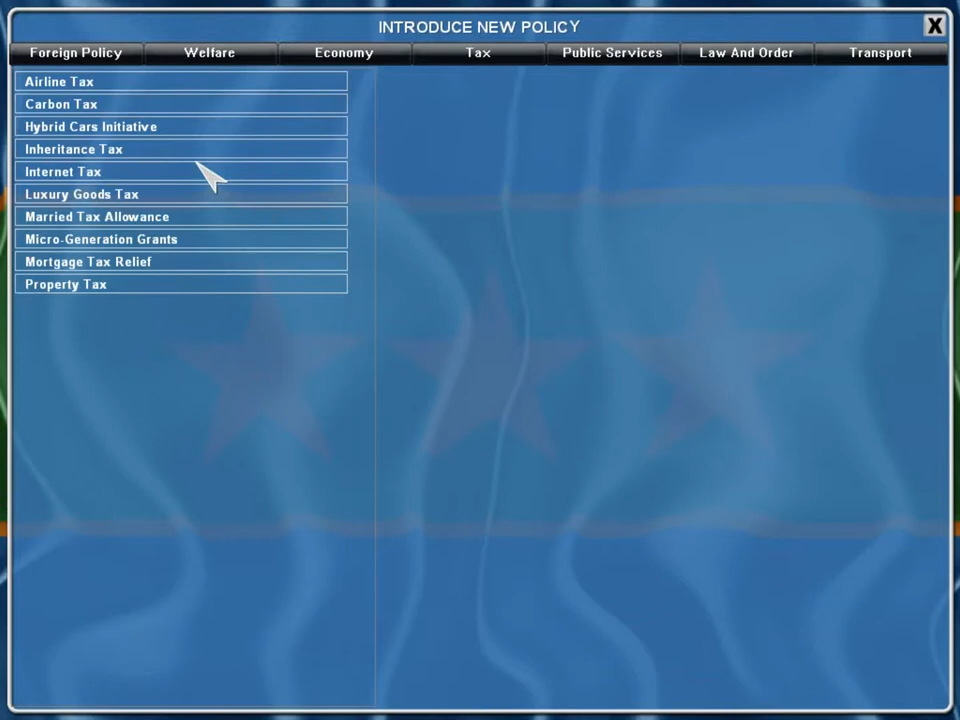 INTRODUCE NEW POLICY X
Foreign Policy Welfare Economy Tax Public Services Law And Order Transport
Airline Tax
Carbon Tax
Hybrid Cars Initiative
Inheritance Tax
Internet Tax
Luxury Goods Tax
Married Tax Allowance
Micro-Generation Grants
Mortgage Tax Relief
Property Tax